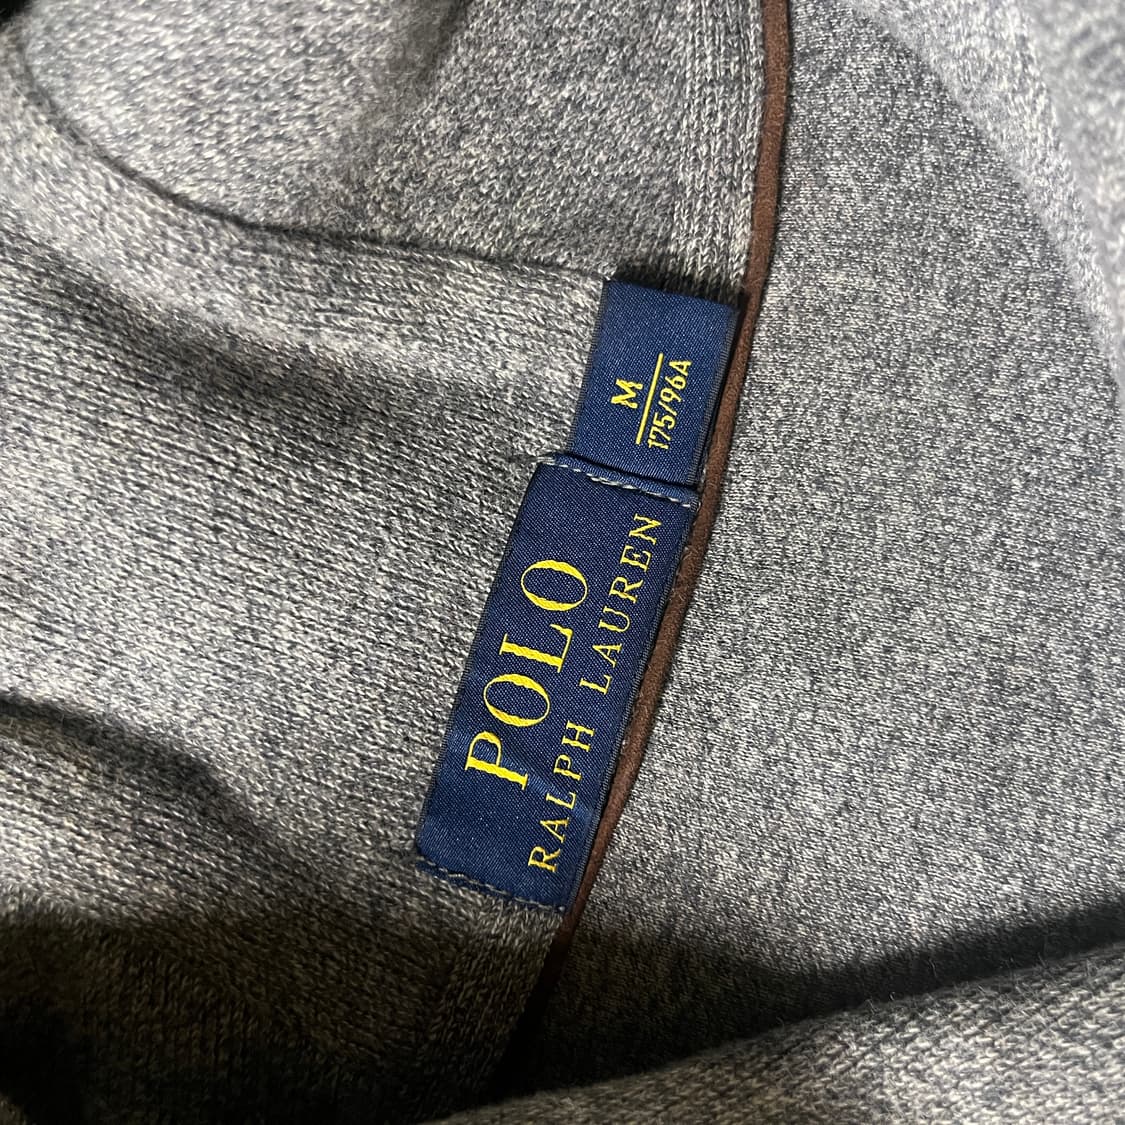 POLO
RALPH LAUREN
M
175/96A